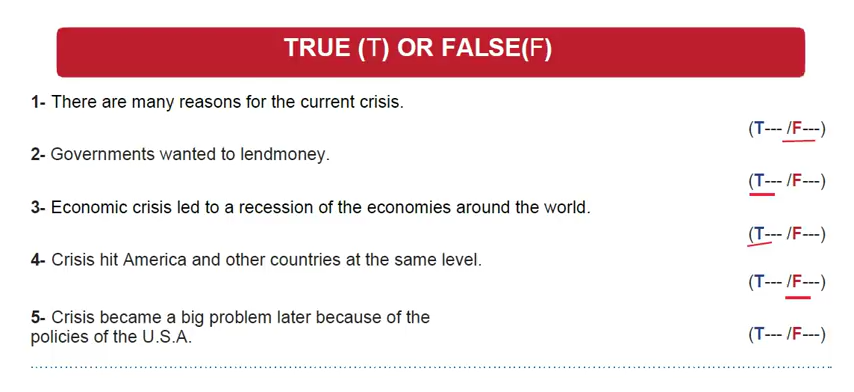 TRUE (T) OR FALSE(F)
1- There are many reasons for the current crisis.
(T--- /F---)
2- Governments wanted to lendmoney.
(T--- /F---)
3- Economic crisis led to a recession of the economies around the world.
(T--- /F---)
4- Crisis hit America and other countries at the same level.
(T--- /F---)
5- Crisis became a big problem later because of the
policies of the U.S.A.
(T--- /F---)